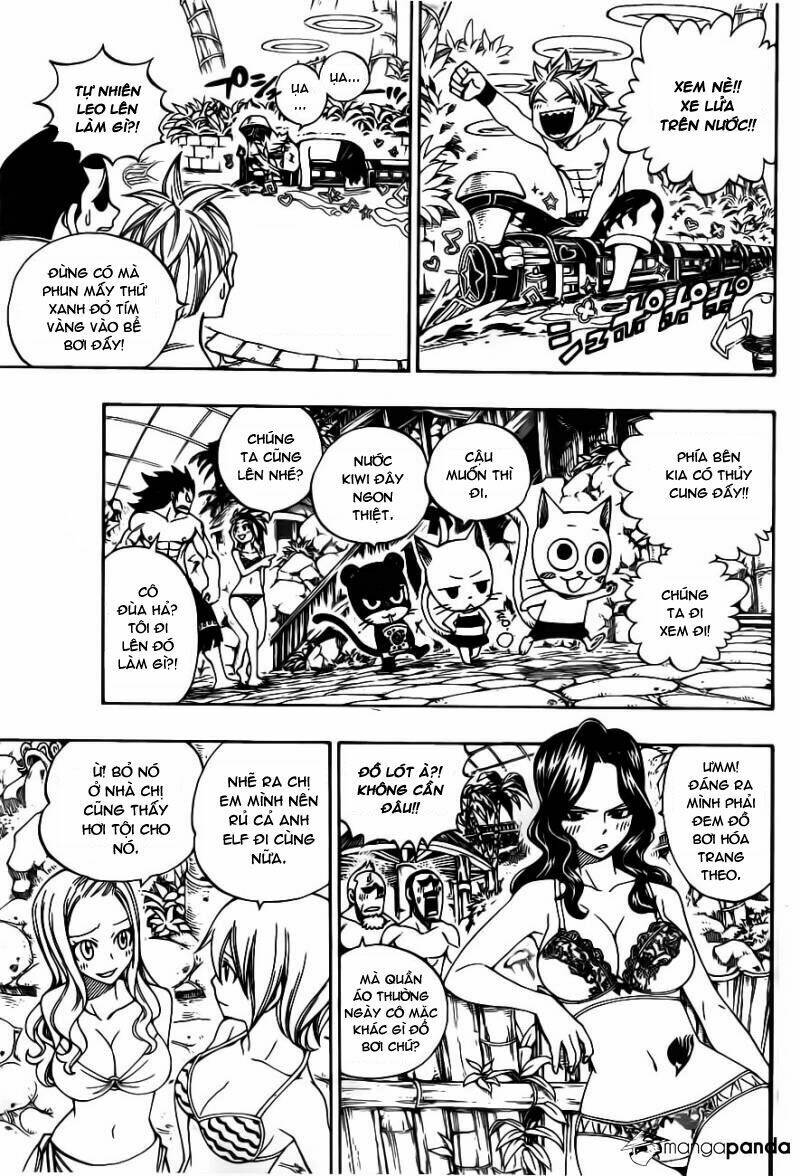 XEM NÈ!!
XE LỬA
TRÊN NƯỚC!!
ỤA
...
ỤA...
TỰ NHIÊN
LEO LÊN
LÀM GÌ?!
ĐỪNG CÓ MÀ
PHUN MẤY THỨ
XANH ĐỎ TÍM
VÀNG VÀO BỂ
BƠI ĐẤY!
PHÍA BÊN
KIA CÓ THỦY
CUNG ĐẤY!!
CHÚNG
TA ĐI
XEM ĐI!
CẬU
MUỐN THÌ
ĐI.
NƯỚC
KIWI ĐÂY
NGON
THIỆT.
CHÚNG
TA CŨNG
LÊN NHÉ?
CÔ
ĐÙA HẢ?
TÔI ĐI
LÊN ĐÓ
LÀM GÌ?!
ƯMM!
ĐÁNG RA
MÌNH PHẢI
ĐEM ĐỒ
BƠI HÓA
TRANG
THEO.
ĐỒ LÓT À?!
KHÔNG CẦN
ĐÂU!!
MÀ QUẦN
ÁO THƯỜNG
NGÀY CÔ MẶC
KHÁC GÌ ĐỒ
BƠI CHỨ?
NHẼ RA CHỊ
EM MÌNH NÊN
RỦ CẢ ANH
ELF ĐI CÙNG
NỮA.
Ừ! BỎ NÓ
Ở NHÀ CHỊ
CŨNG THẤY
HƠI TỘI CHO
NÓ.
mangapanda